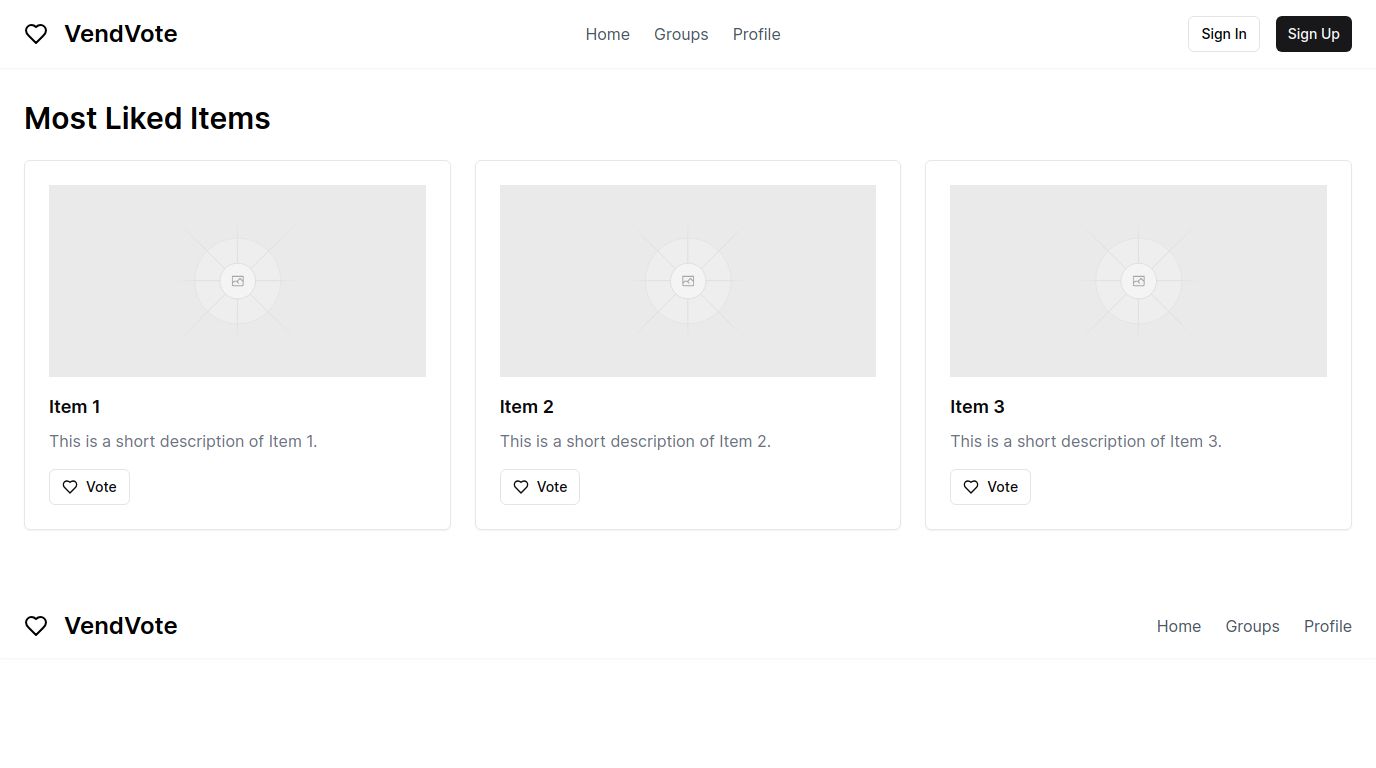 VendVote
Home Groups Profile
Sign In Sign Up
Most Liked Items
Item 1
This is a short description of Item 1.
Vote
Item 2
This is a short description of Item 2.
Vote
Item 3
This is a short description of Item 3.
Vote
VendVote
Home Groups Profile